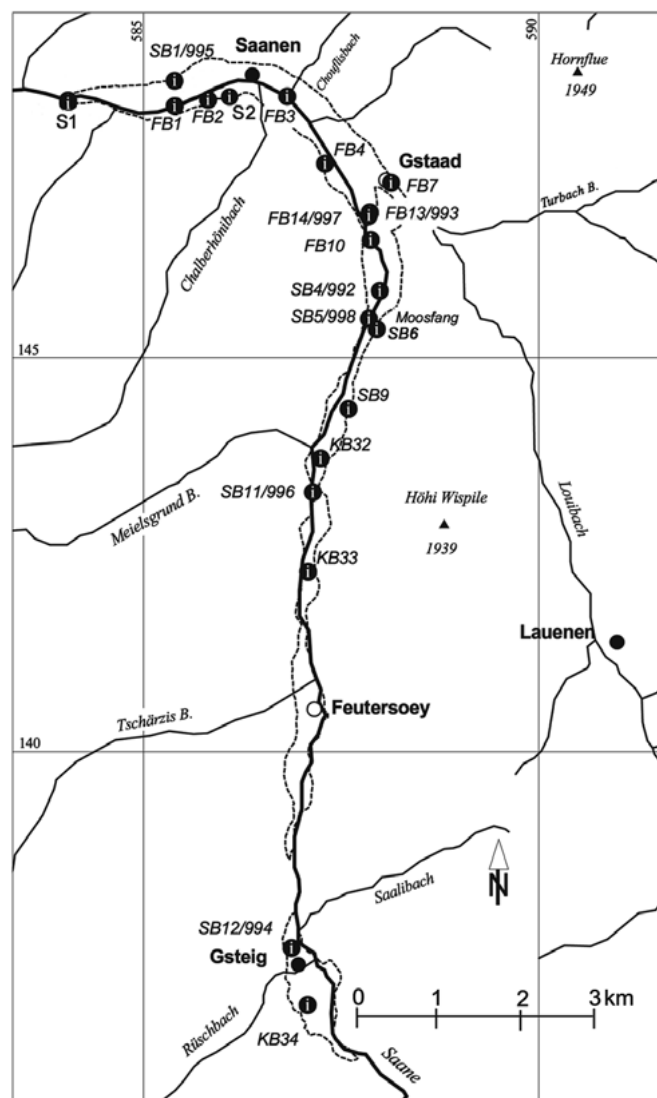 585
590
SB1/995
Saanen
Chouflisbach
Hornflue
1949
S1
FB1
FB2
S2
FB3
FB4
Gstaad
FB7
Turbach B.
FB14/997
FB13/993
FB10
Chalberhönibach
SB4/992
SB5/998
Moosfang
SB6
145
SB9
KB32
Meielsgrund B.
SB11/996
Höhi Wispile
1939
Louibach
KB33
Lauenen
Tschärzis B.
Feutersoey
140
N
Saalibach
SB12/994
Gsteig
0 1 2 3 km
Rüschbach
KB34
Saane